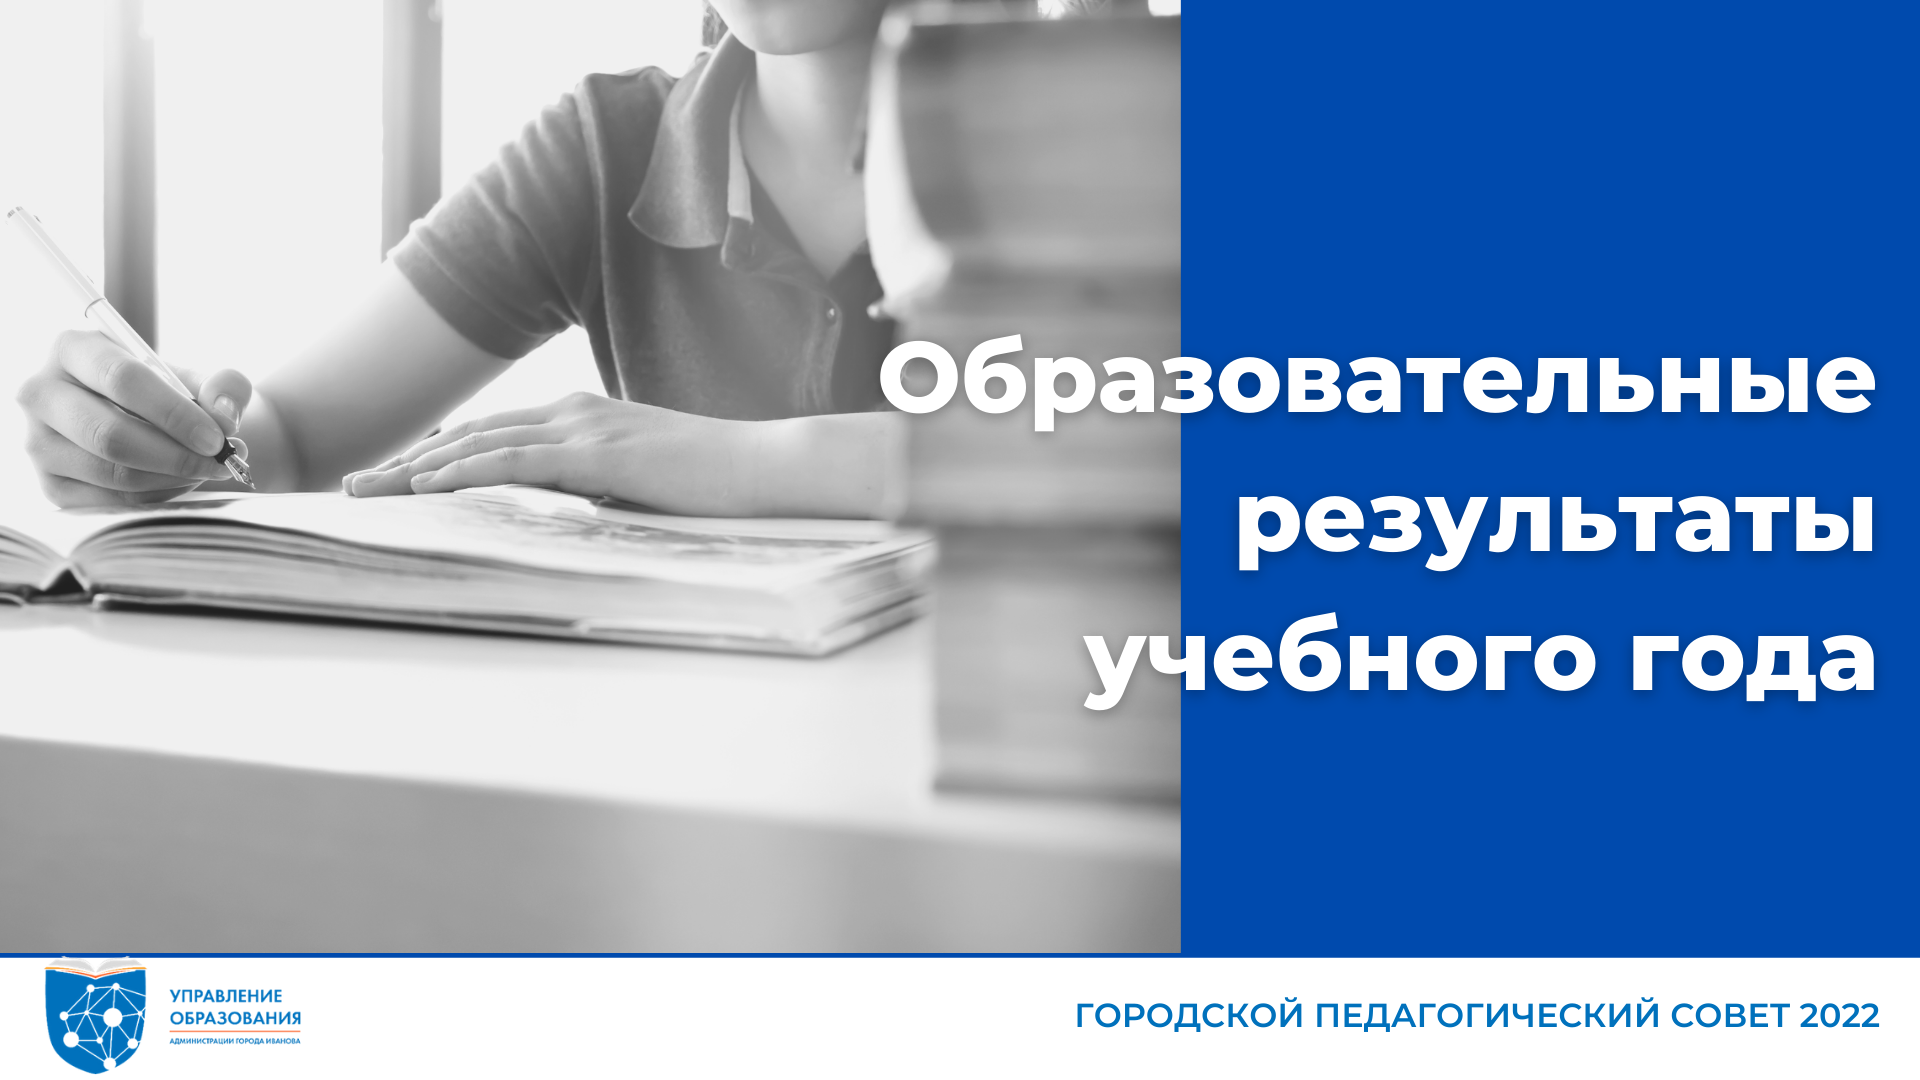 Образовательные
результаты
учебного года
УПРАВЛЕНИЕ
ОБРАЗОВАНИЯ
АДМИНИСТРАЦИИ ГОРОДА ИВАНОВА
ГОРОДСКОЙ ПЕДАГОГИЧЕСКИЙ СОВЕТ 2022